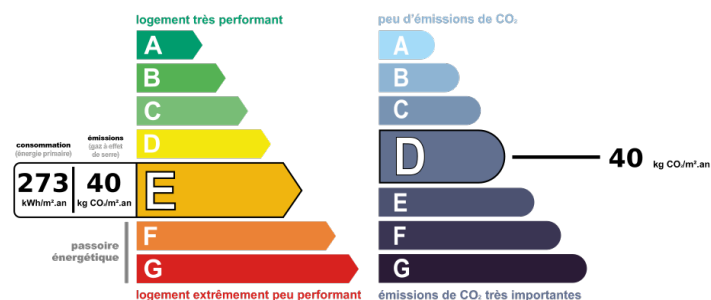 logement très performant
A
B
C
D
consommation
(énergie primaire)
émissions
(gaz à effet
de serre)
273
kWh/m².an
40
kg CO₂/m².an
E
F
G
passoire
énergétique
logement extrêmement peu performant
peu d'émissions de CO₂
A
B
C
D
40 kg CO₂/m².an
E
F
G
émissions de CO₂ très importantes